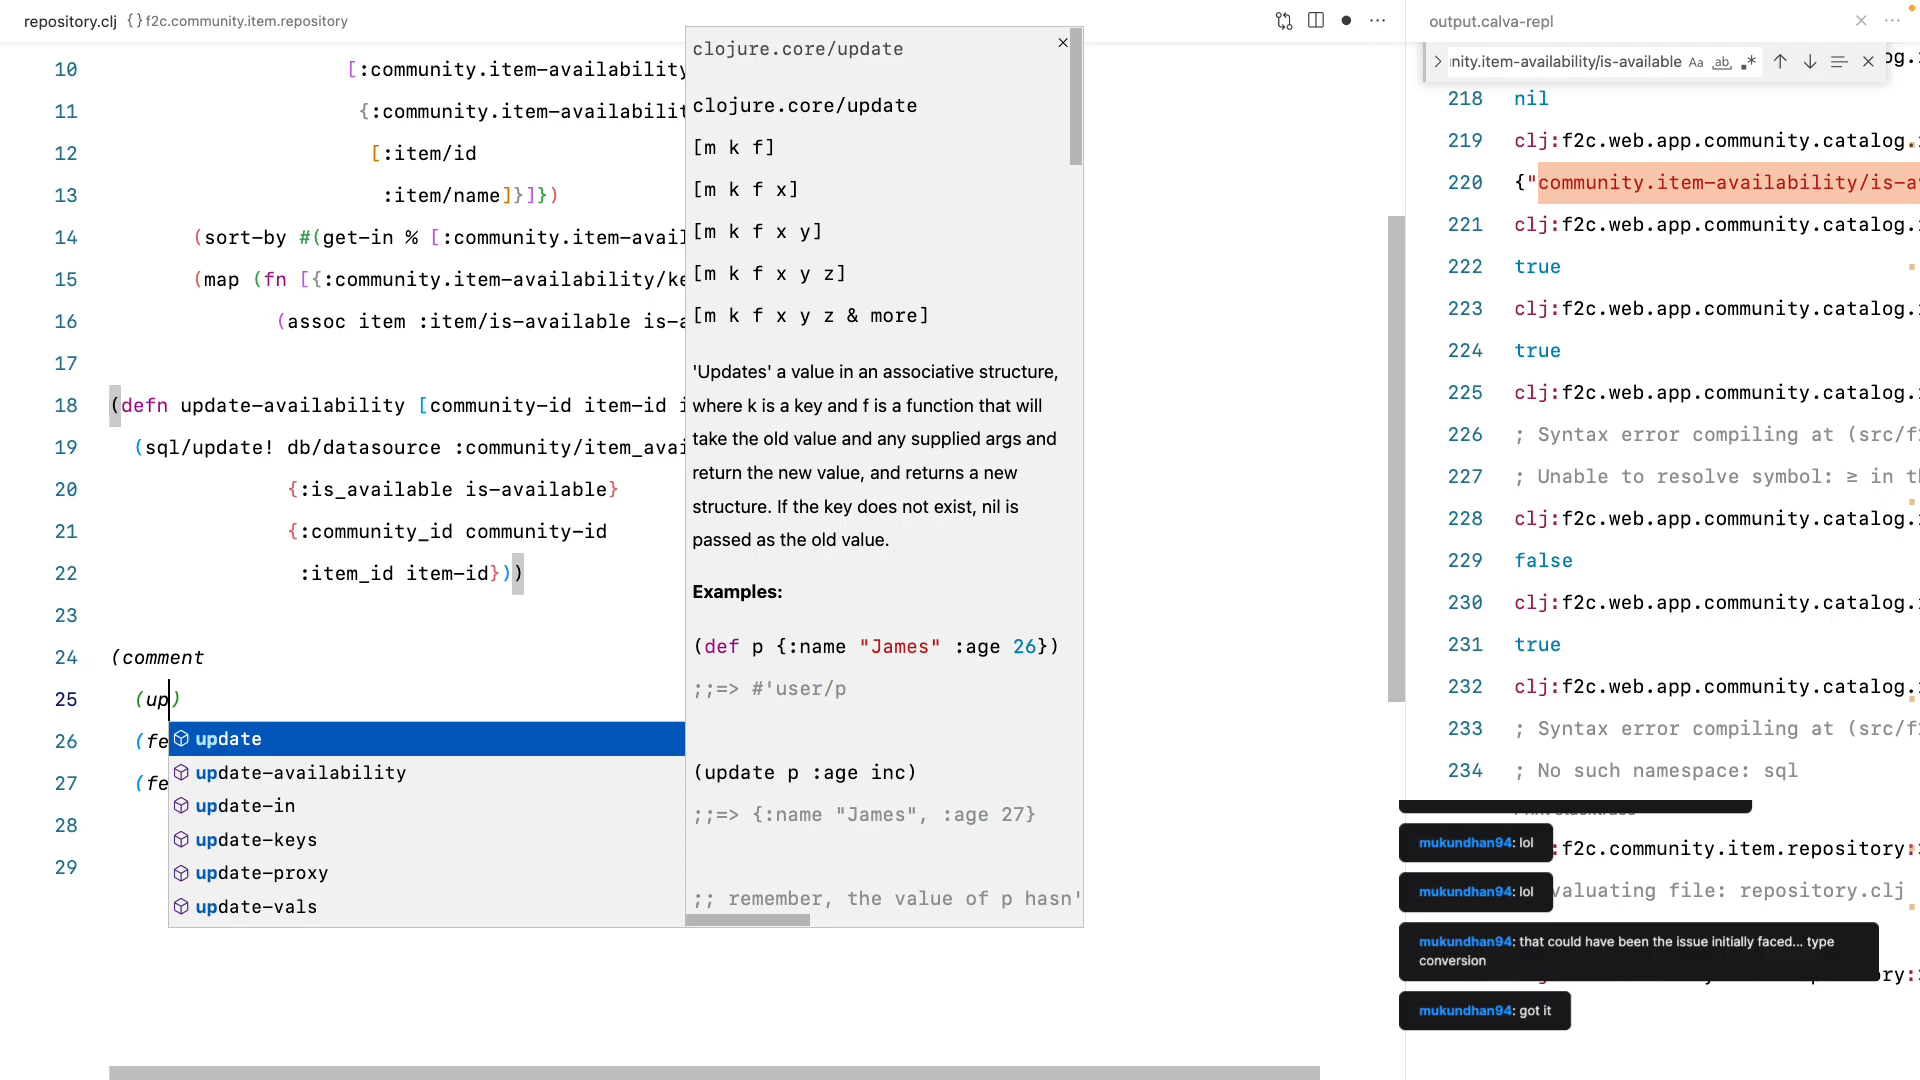 repository.clj {} f2c.community.item.repository
10 [:community.item-availability
11 {:community.item-availabilit
12 [:item/id
13 :item/name]}]})
14 (sort-by #(get-in % [:community.item-avail
15 (map (fn [{:community.item-availability/ke
16 (assoc item :item/is-available is-a
17
18 (defn update-availability [community-id item-id i
19 (sql/update! db/datasource :community/item_avai
20 {:is_available is-available}
21 {:community_id community-id
22 :item_id item-id}))
23
24 (comment
25 (up)
26 (fe
27 (fe
28
29
update
update-availability
update-in
update-keys
update-proxy
update-vals
clojure.core/update
clojure.core/update
[m k f]
[m k f x]
[m k f x y]
[m k f x y z]
[m k f x y z & more]
'Updates' a value in an associative structure,
where k is a key and f is a function that will
take the old value and any supplied args and
return the new value, and returns a new
structure. If the key does not exist, nil is
passed as the old value.
Examples:
(def p {:name "James" :age 26})
;;=> #'user/p
(update p :age inc)
;;=> {:name "James", :age 27}
;; remember, the value of p hasn'
output.calva-repl
nity.item-availability/is-available Aa ab
og.
218 nil
219 clj:f2c.web.app.community.catalog.
220 {"community.item-availability/is-a
221 clj:f2c.web.app.community.catalog.
222 true
223 clj:f2c.web.app.community.catalog.
224 true
225 clj:f2c.web.app.community.catalog.
226 ; Syntax error compiling at (src/f
227 ; Unable to resolve symbol: ≥ in t
228 clj:f2c.web.app.community.catalog.
229 false
230 clj:f2c.web.app.community.catalog.
231 true
232 clj:f2c.web.app.community.catalog.
233 ; Syntax error compiling at (src/f
234 ; No such namespace: sql
mukundhan94: lol
:f2c.community.item.repository:
mukundhan94: lol
valuating file: repository.clj
mukundhan94: that could have been the issue initially faced... type
conversion
ry:
mukundhan94: got it